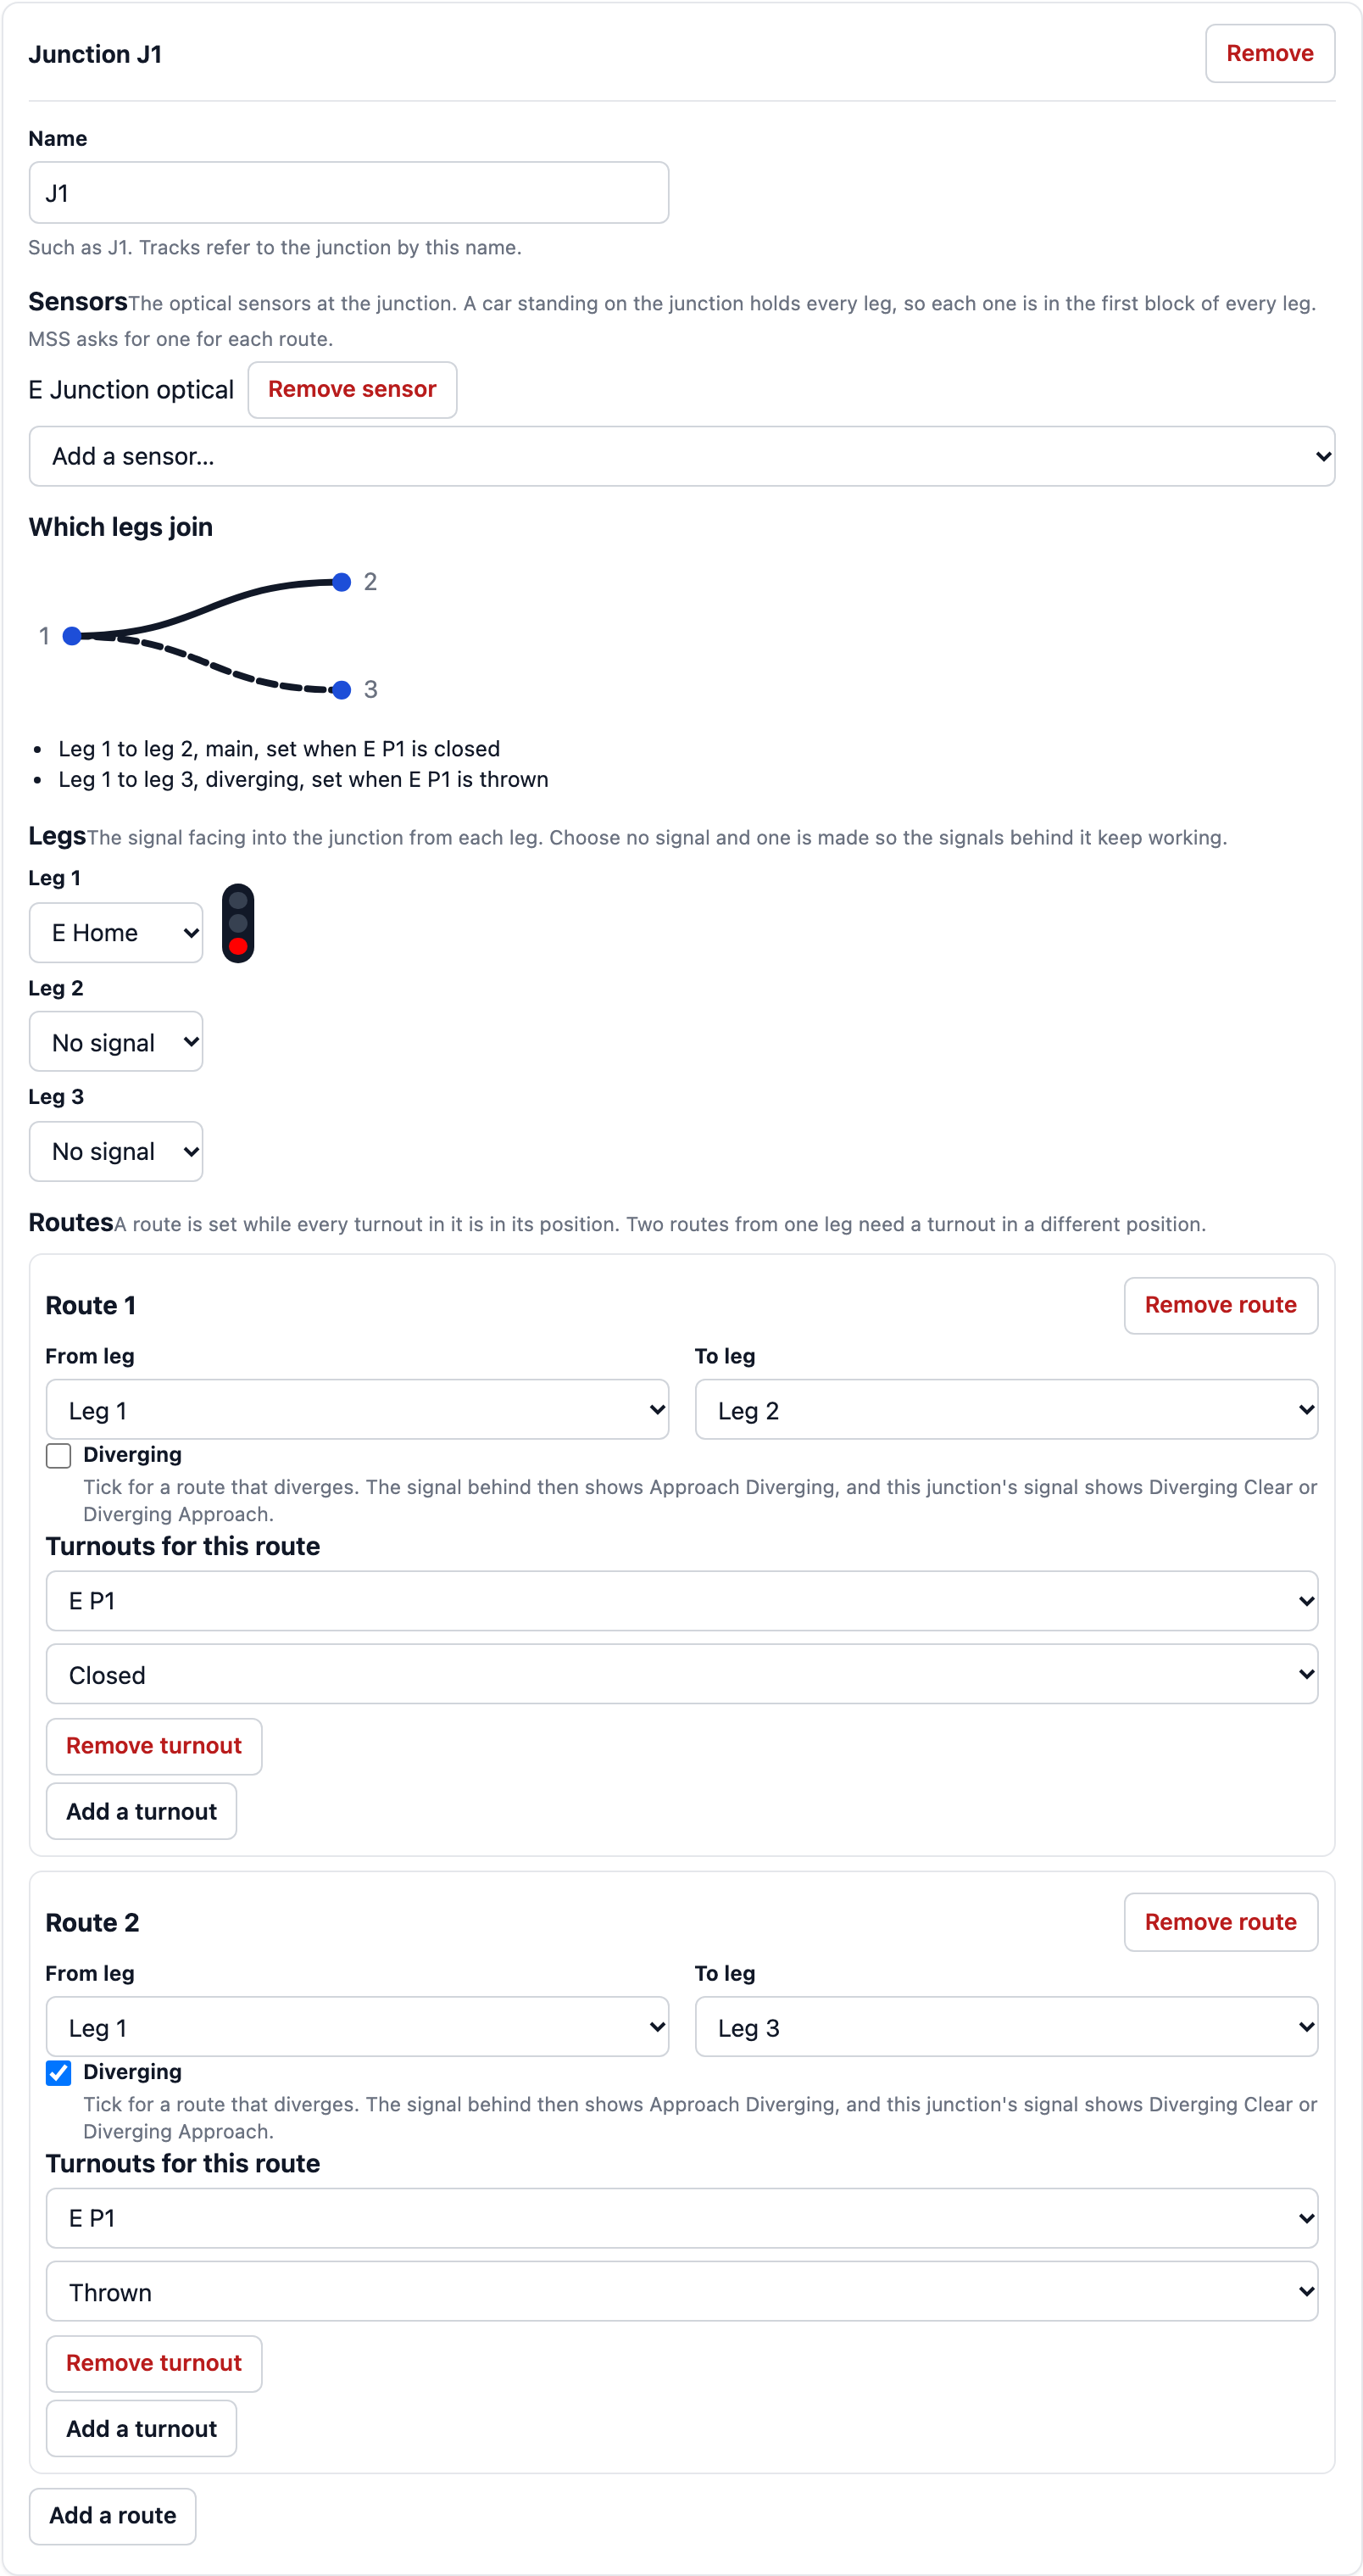 Junction J1
Remove
Name
J1
Such as J1. Tracks refer to the junction by this name.
SensorsThe optical sensors at the junction. A car standing on the junction holds every leg, so each one is in the first block of every leg.
MSS asks for one for each route.
E Junction optical
Remove sensor
Add a sensor...
Which legs join
2
1
3
• Leg 1 to leg 2, main, set when E P1 is closed
• Leg 1 to leg 3, diverging, set when E P1 is thrown
LegsThe signal facing into the junction from each leg. Choose no signal and one is made so the signals behind it keep working.
Leg 1
E Home
Leg 2
No signal
Leg 3
No signal
RoutesA route is set while every turnout in it is in its position. Two routes from one leg need a turnout in a different position.
Route 1
Remove route
From leg
To leg
Leg 1
Leg 2
Diverging
Tick for a route that diverges. The signal behind then shows Approach Diverging, and this junction's signal shows Diverging Clear or
Diverging Approach.
Turnouts for this route
E P1
Closed
Remove turnout
Add a turnout
Route 2
Remove route
From leg
To leg
Leg 1
Leg 3
Diverging
Tick for a route that diverges. The signal behind then shows Approach Diverging, and this junction's signal shows Diverging Clear or
Diverging Approach.
Turnouts for this route
E P1
Thrown
Remove turnout
Add a turnout
Add a route